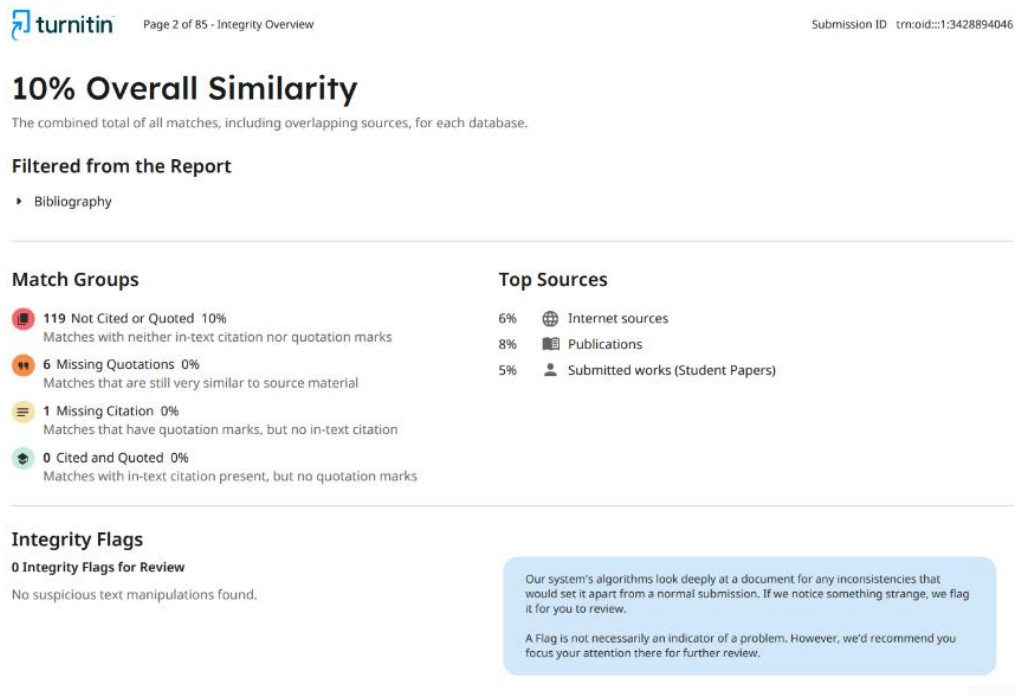 turnitin Page 2 of 85 - Integrity Overview Submission ID trn:oid:::1:3428894046
10% Overall Similarity
The combined total of all matches, including overlapping sources, for each database.
Filtered from the Report
Bibliography
Match Groups
119 Not Cited or Quoted 10%
Matches with neither in-text citation nor quotation marks
6 Missing Quotations 0%
Matches that are still very similar to source material
1 Missing Citation 0%
Matches that have quotation marks, but no in-text citation
0 Cited and Quoted 0%
Matches with in-text citation present, but no quotation marks
Top Sources
6% Internet sources
8% Publications
5% Submitted works (Student Papers)
Integrity Flags
0 Integrity Flags for Review
No suspicious text manipulations found.
Our system's algorithms look deeply at a document for any inconsistencies that
would set it apart from a normal submission. If we notice something strange, we flag
it for you to review.
A Flag is not necessarily an indicator of a problem. However, we'd recommend you
focus your attention there for further review.